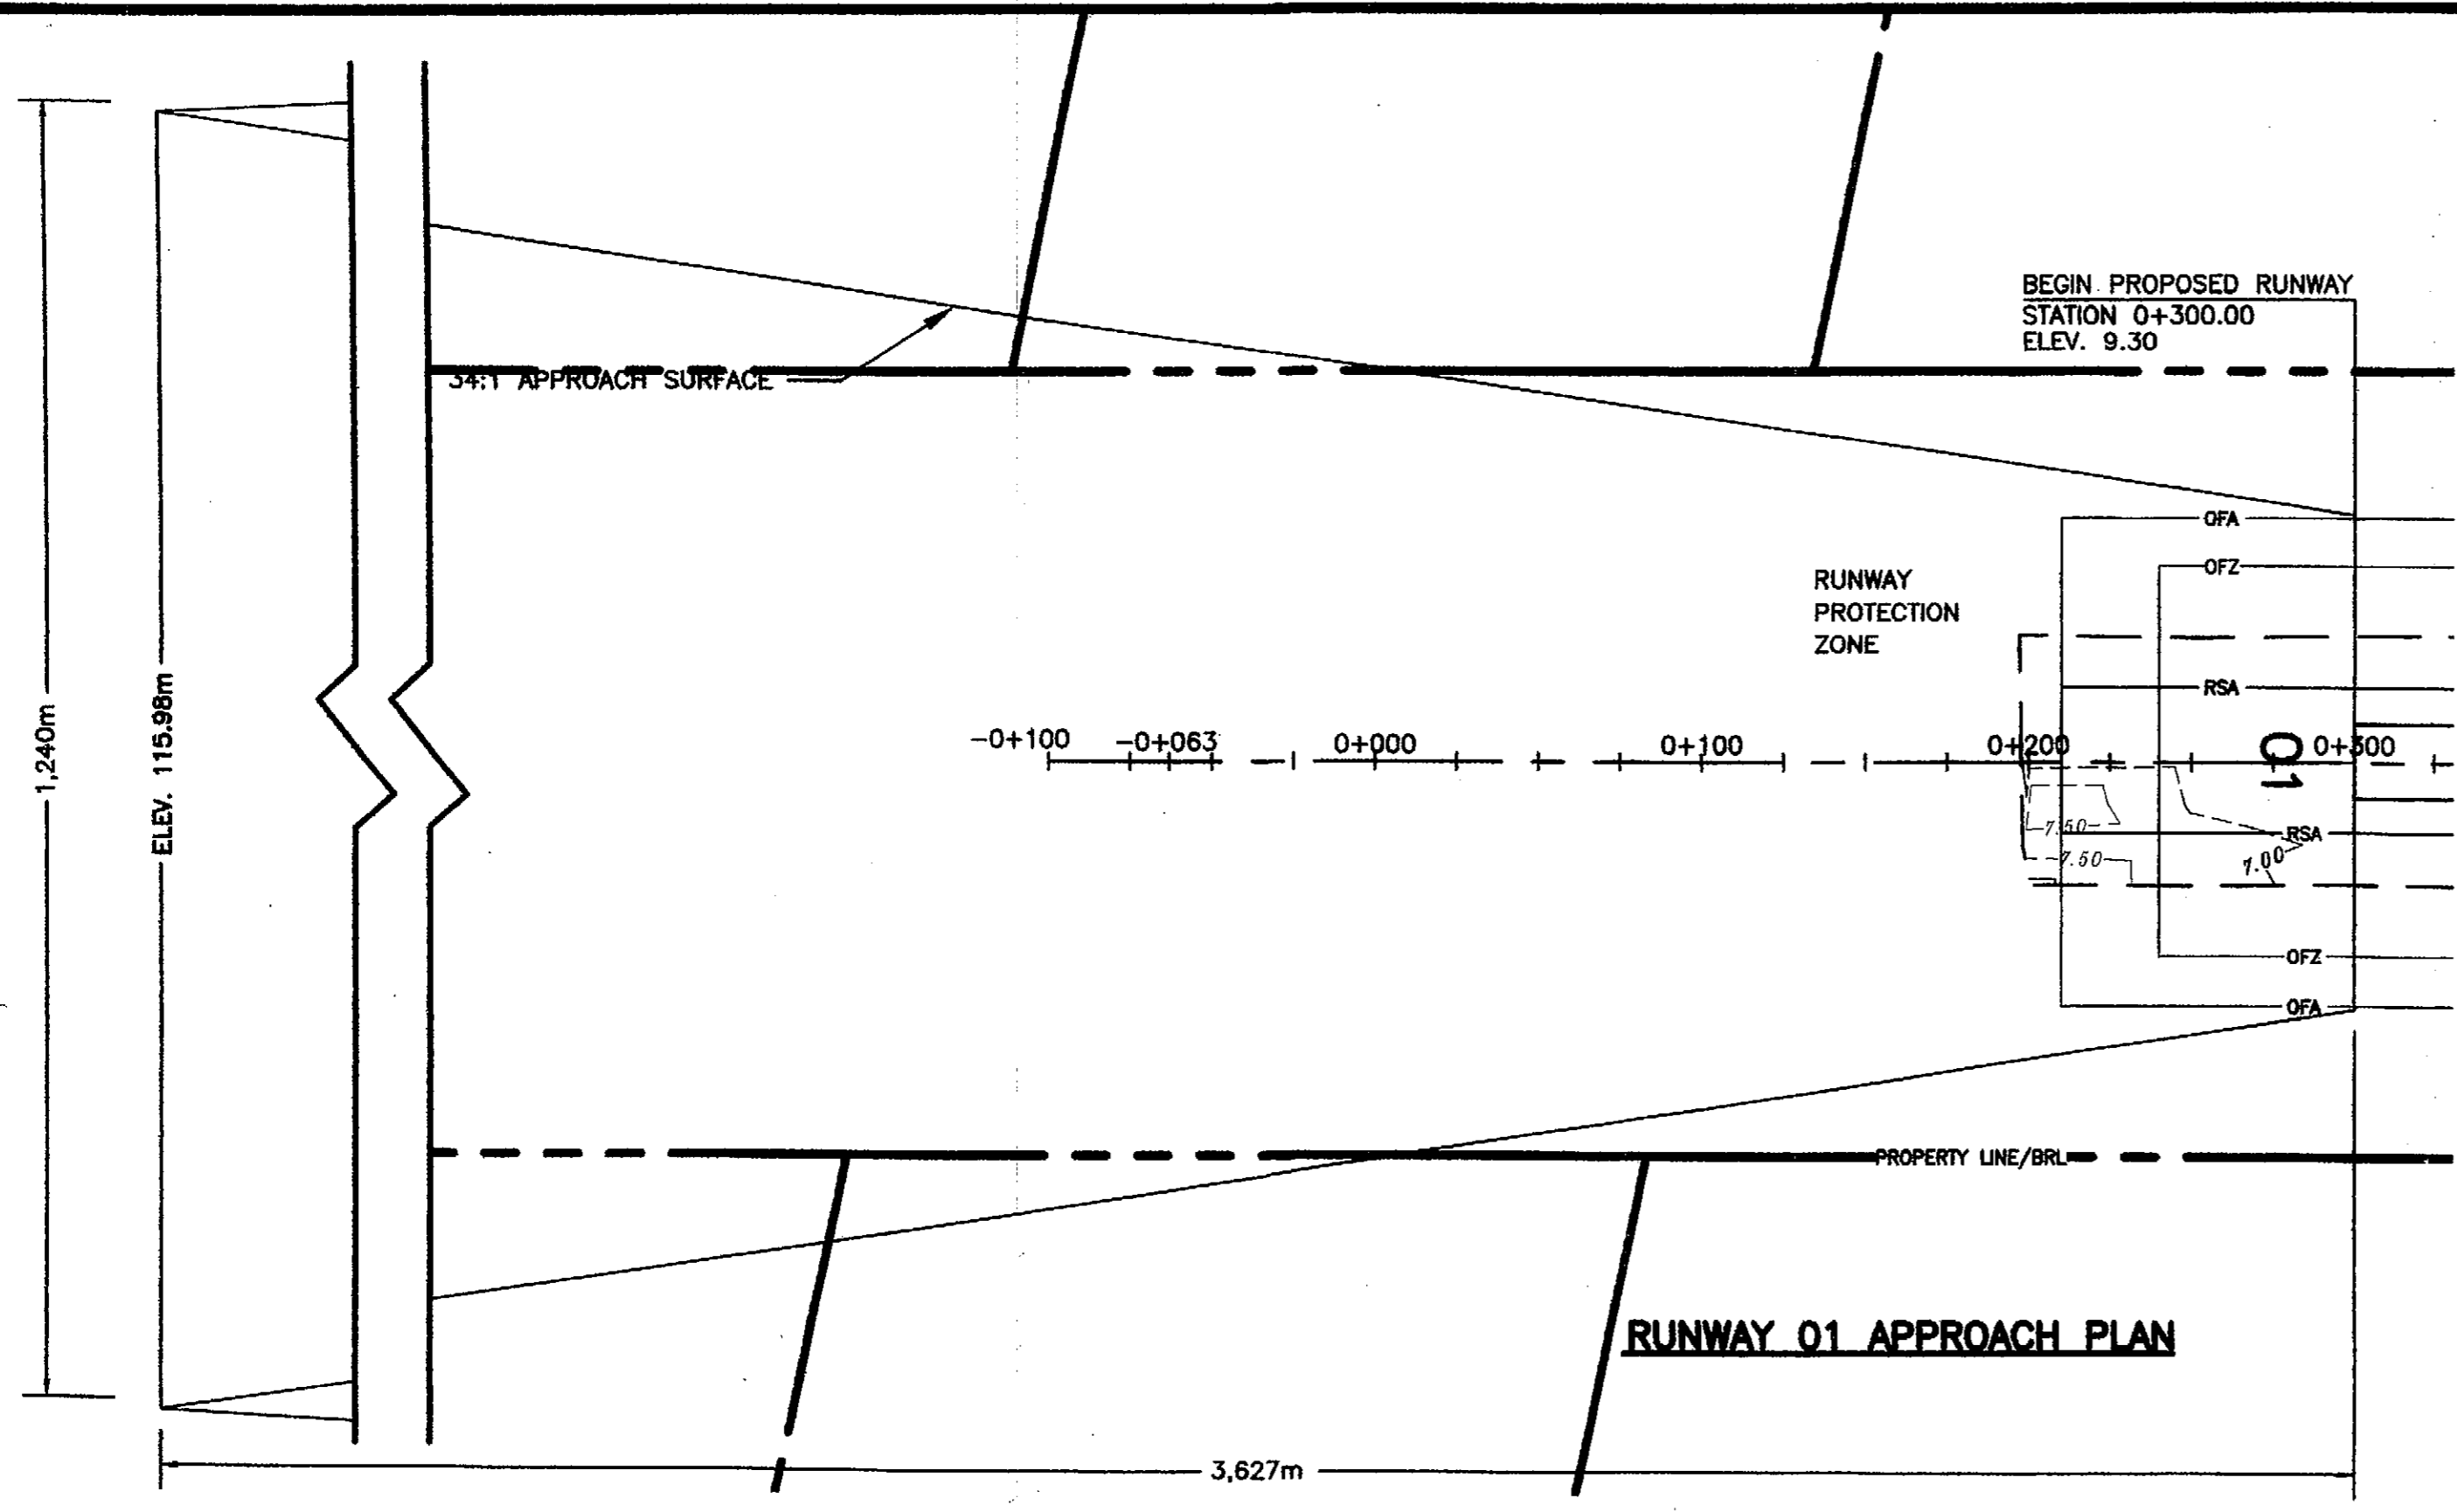 BEGIN PROPOSED RUNWAY
STATION 0+300.00
ELEV. 9.30
34:1 APPROACH SURFACE
OFA
OFZ
RUNWAY
PROTECTION
ZONE
RSA
1,240m
ELEV. 115.98m
-0+100 -0+063 0+000 0+100 0+200 0+300
01
7.50
RSA
7.50
7.00
OFZ
OFA
PROPERTY LINE/BRL
RUNWAY 01 APPROACH PLAN
3,627m